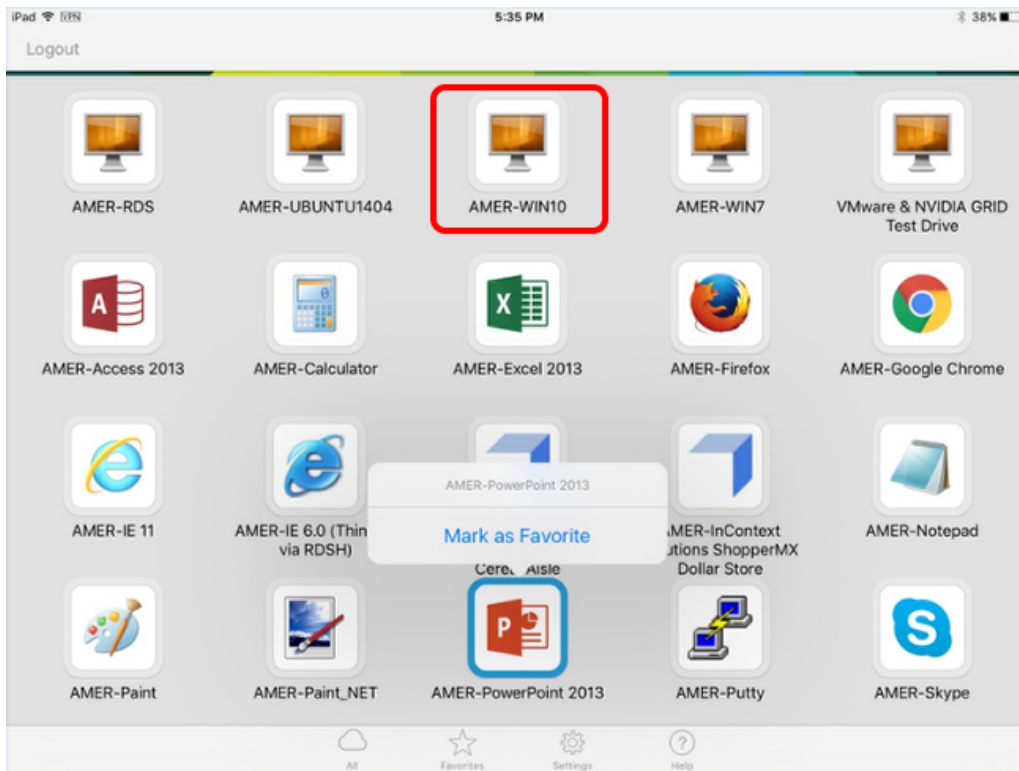 iPad VPN 5:35 PM 38%
Logout
AMER-RDS AMER-UBUNTU1404 AMER-WIN10 AMER-WIN7 VMware & NVIDIA GRID
Test Drive
A X
AMER-Access 2013 AMER-Calculator AMER-Excel 2013 AMER-Firefox AMER-Google Chrome
AMER-PowerPoint 2013
AMER-IE 11 AMER-IE 6.0 (Thin Mark as Favorite AMER-InContext AMER-Notepad
via RDSH) utions ShopperMX
Aisle Dollar Store
P S
AMER-Paint AMER-Paint_NET AMER-PowerPoint 2013 AMER-Putty AMER-Skype
All Favorites Settings Help